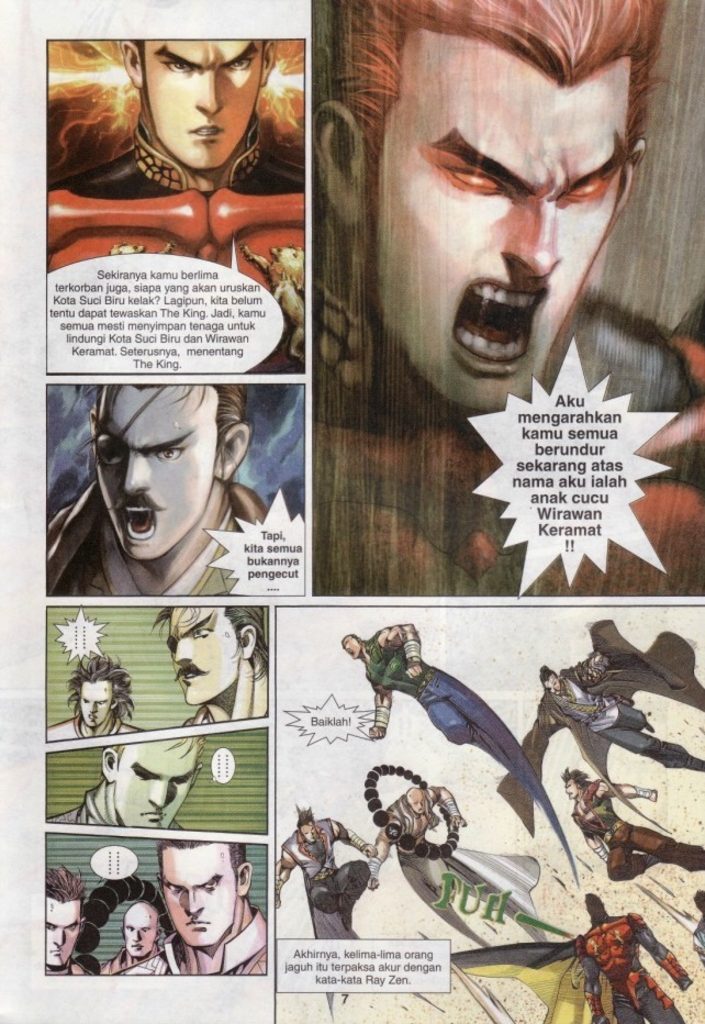 Sekiranya kamu berlima
terkorban juga, siapa yang akan uruskan
Kota Suci Biru kelak? Lagipun, kita belum
tentu dapat tewaskan The King. Jadi, kamu
semua mesti menyimpan tenaga untuk
lindungi Kota Suci Biru dan Wirawan
Keramat. Seterusnya, menentang
The King.
Aku
mengarahkan
kamu semua
berundur
sekarang atas
nama aku ialah
anak cucu
Wirawan
Keramat
!!
Tapi,
kita semua
bukannya
pengecut
....
......
......
......
Baiklah!
FUH
Akhirnya, kelima-lima orang
jaguh itu terpaksa akur dengan
kata-kata Ray Zen.
7